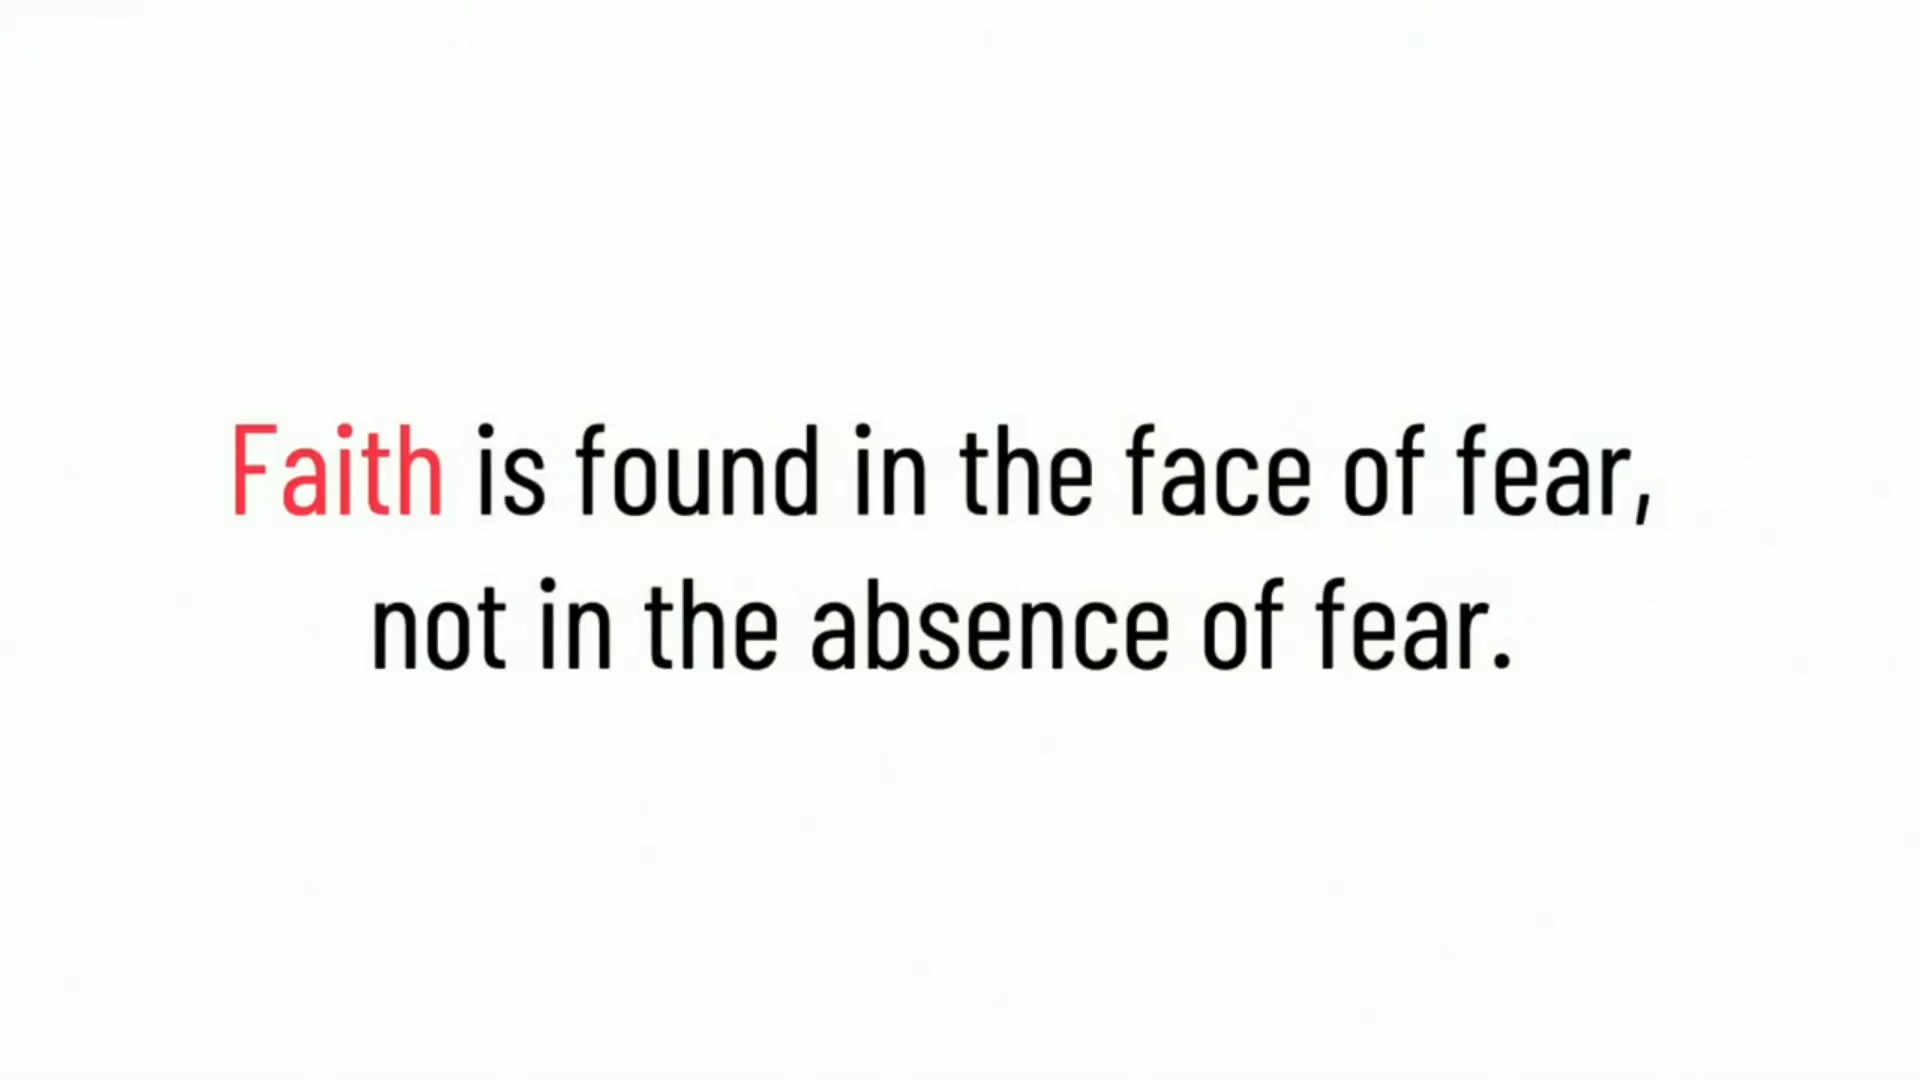 Faith is found in the face of fear,
not in the absence of fear.